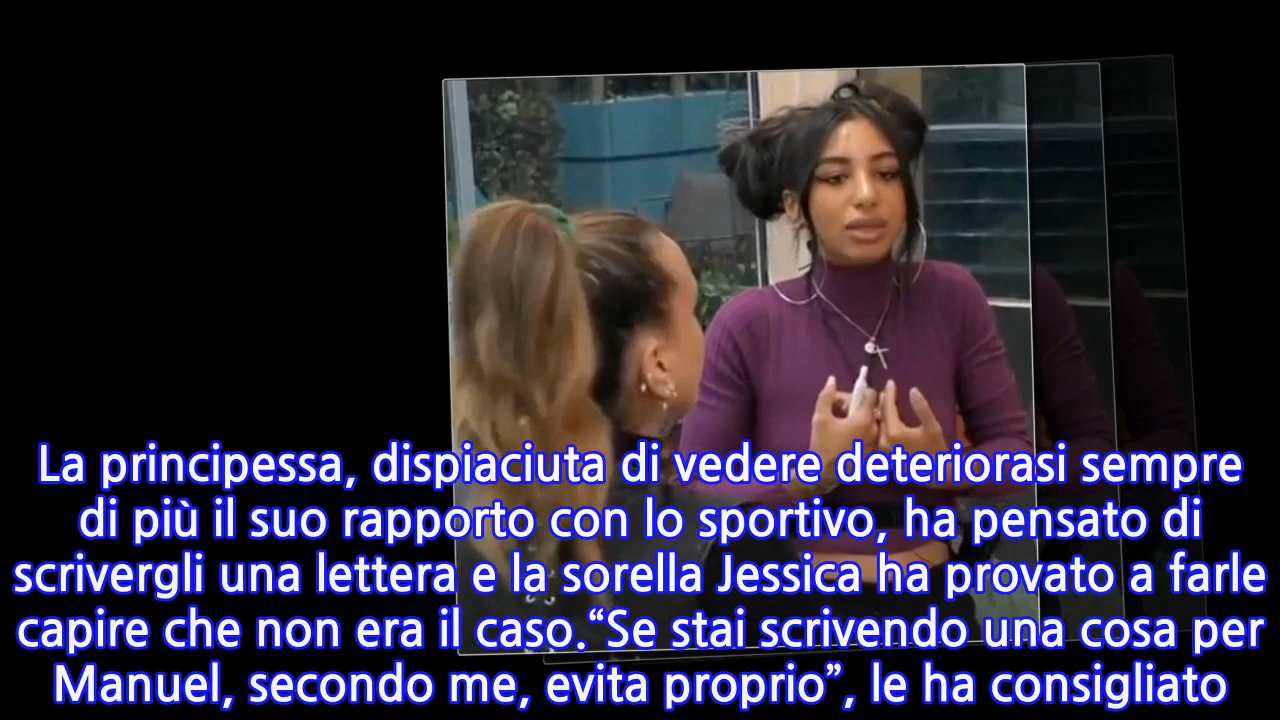 La principessa, dispiaciuta di vedere deteriorasi sempre
di più il suo rapporto con lo sportivo, ha pensato di
scrivergli una lettera e la sorella Jessica ha provato a farle
capire che non era il caso.“Se stai scrivendo una cosa per
Manuel, secondo me, evita proprio”, le ha consigliato